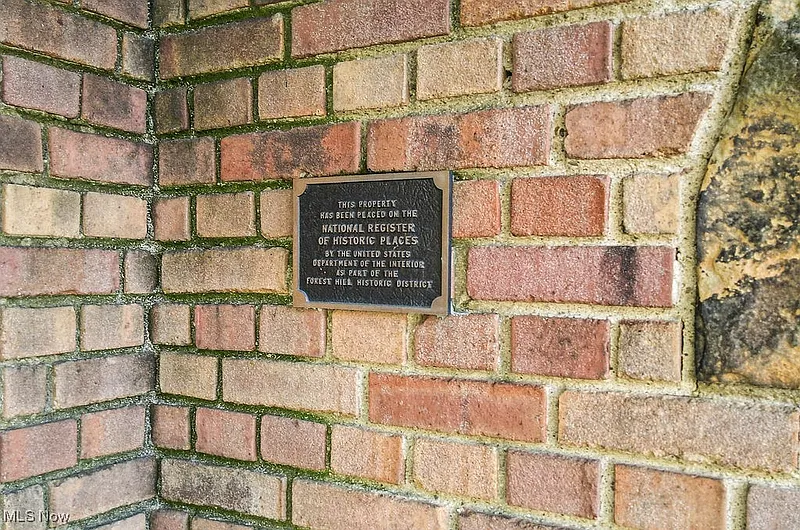 THIS PROPERTY
HAS BEEN PLACED ON THE
NATIONAL REGISTER
OF HISTORIC PLACES
BY THE UNITED STATES
DEPARTMENT OF THE INTERIOR
AS PART OF THE
FOREST HILL HISTORIC DISTRICT
MLS Now